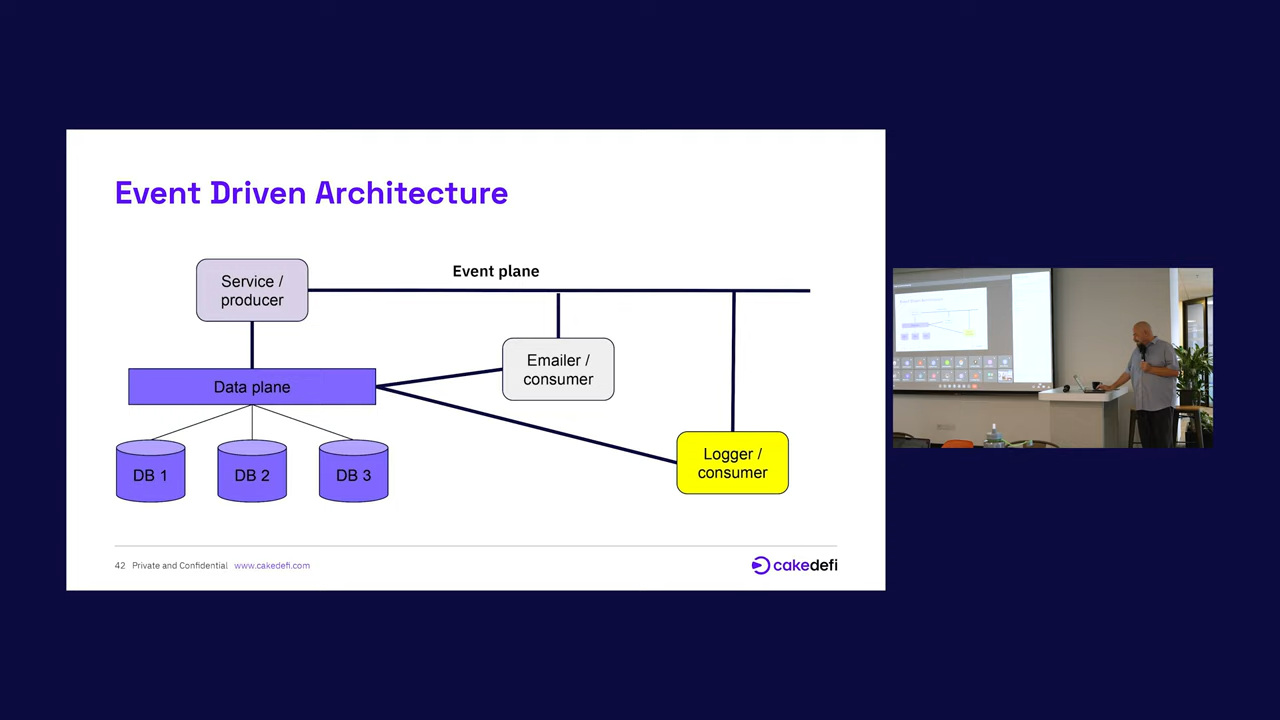 Event Driven Architecture
Event plane
Service /
producer
Emailer /
consumer
Data plane
Logger /
consumer
DB 1
DB 2
DB 3
42 Private and Confidential www.cakedefi.com
cakedefi